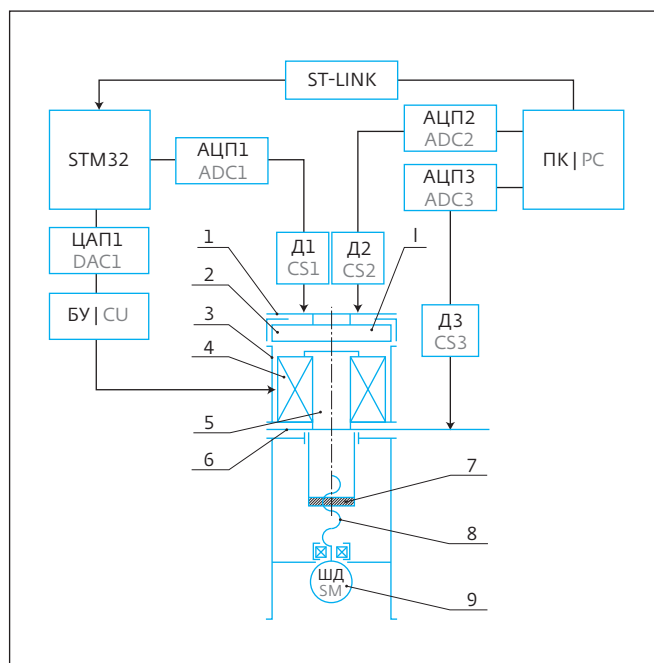 ST-LINK
STM32
АЦП1
ADC1
АЦП2
ADC2
АЦП3
ADC3
ПК | PC
ЦАП1
DAC1
Д1
CS1
Д2
CS2
I
БУ | CU
Д3
CS3
1
2
3
4
5
6
7
8
ШД
SM
9